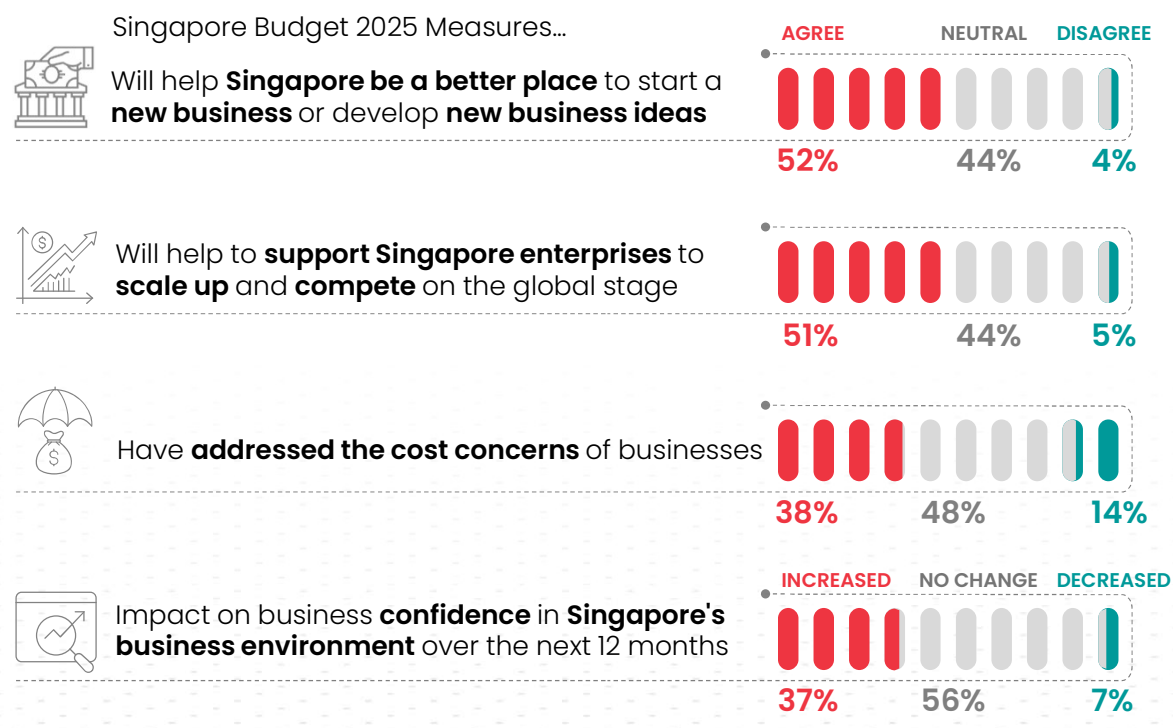 Singapore Budget 2025 Measures...
AGREE NEUTRAL DISAGREE
Will help Singapore be a better place to start a
new business or develop new business ideas
52% 44% 4%
$
Will help to support Singapore enterprises to
scale up and compete on the global stage
51% 44% 5%
$
Have addressed the cost concerns of businesses
38% 48% 14%
INCREASED NO CHANGE DECREASED
Impact on business confidence in Singapore's
business environment over the next 12 months
37% 56% 7%